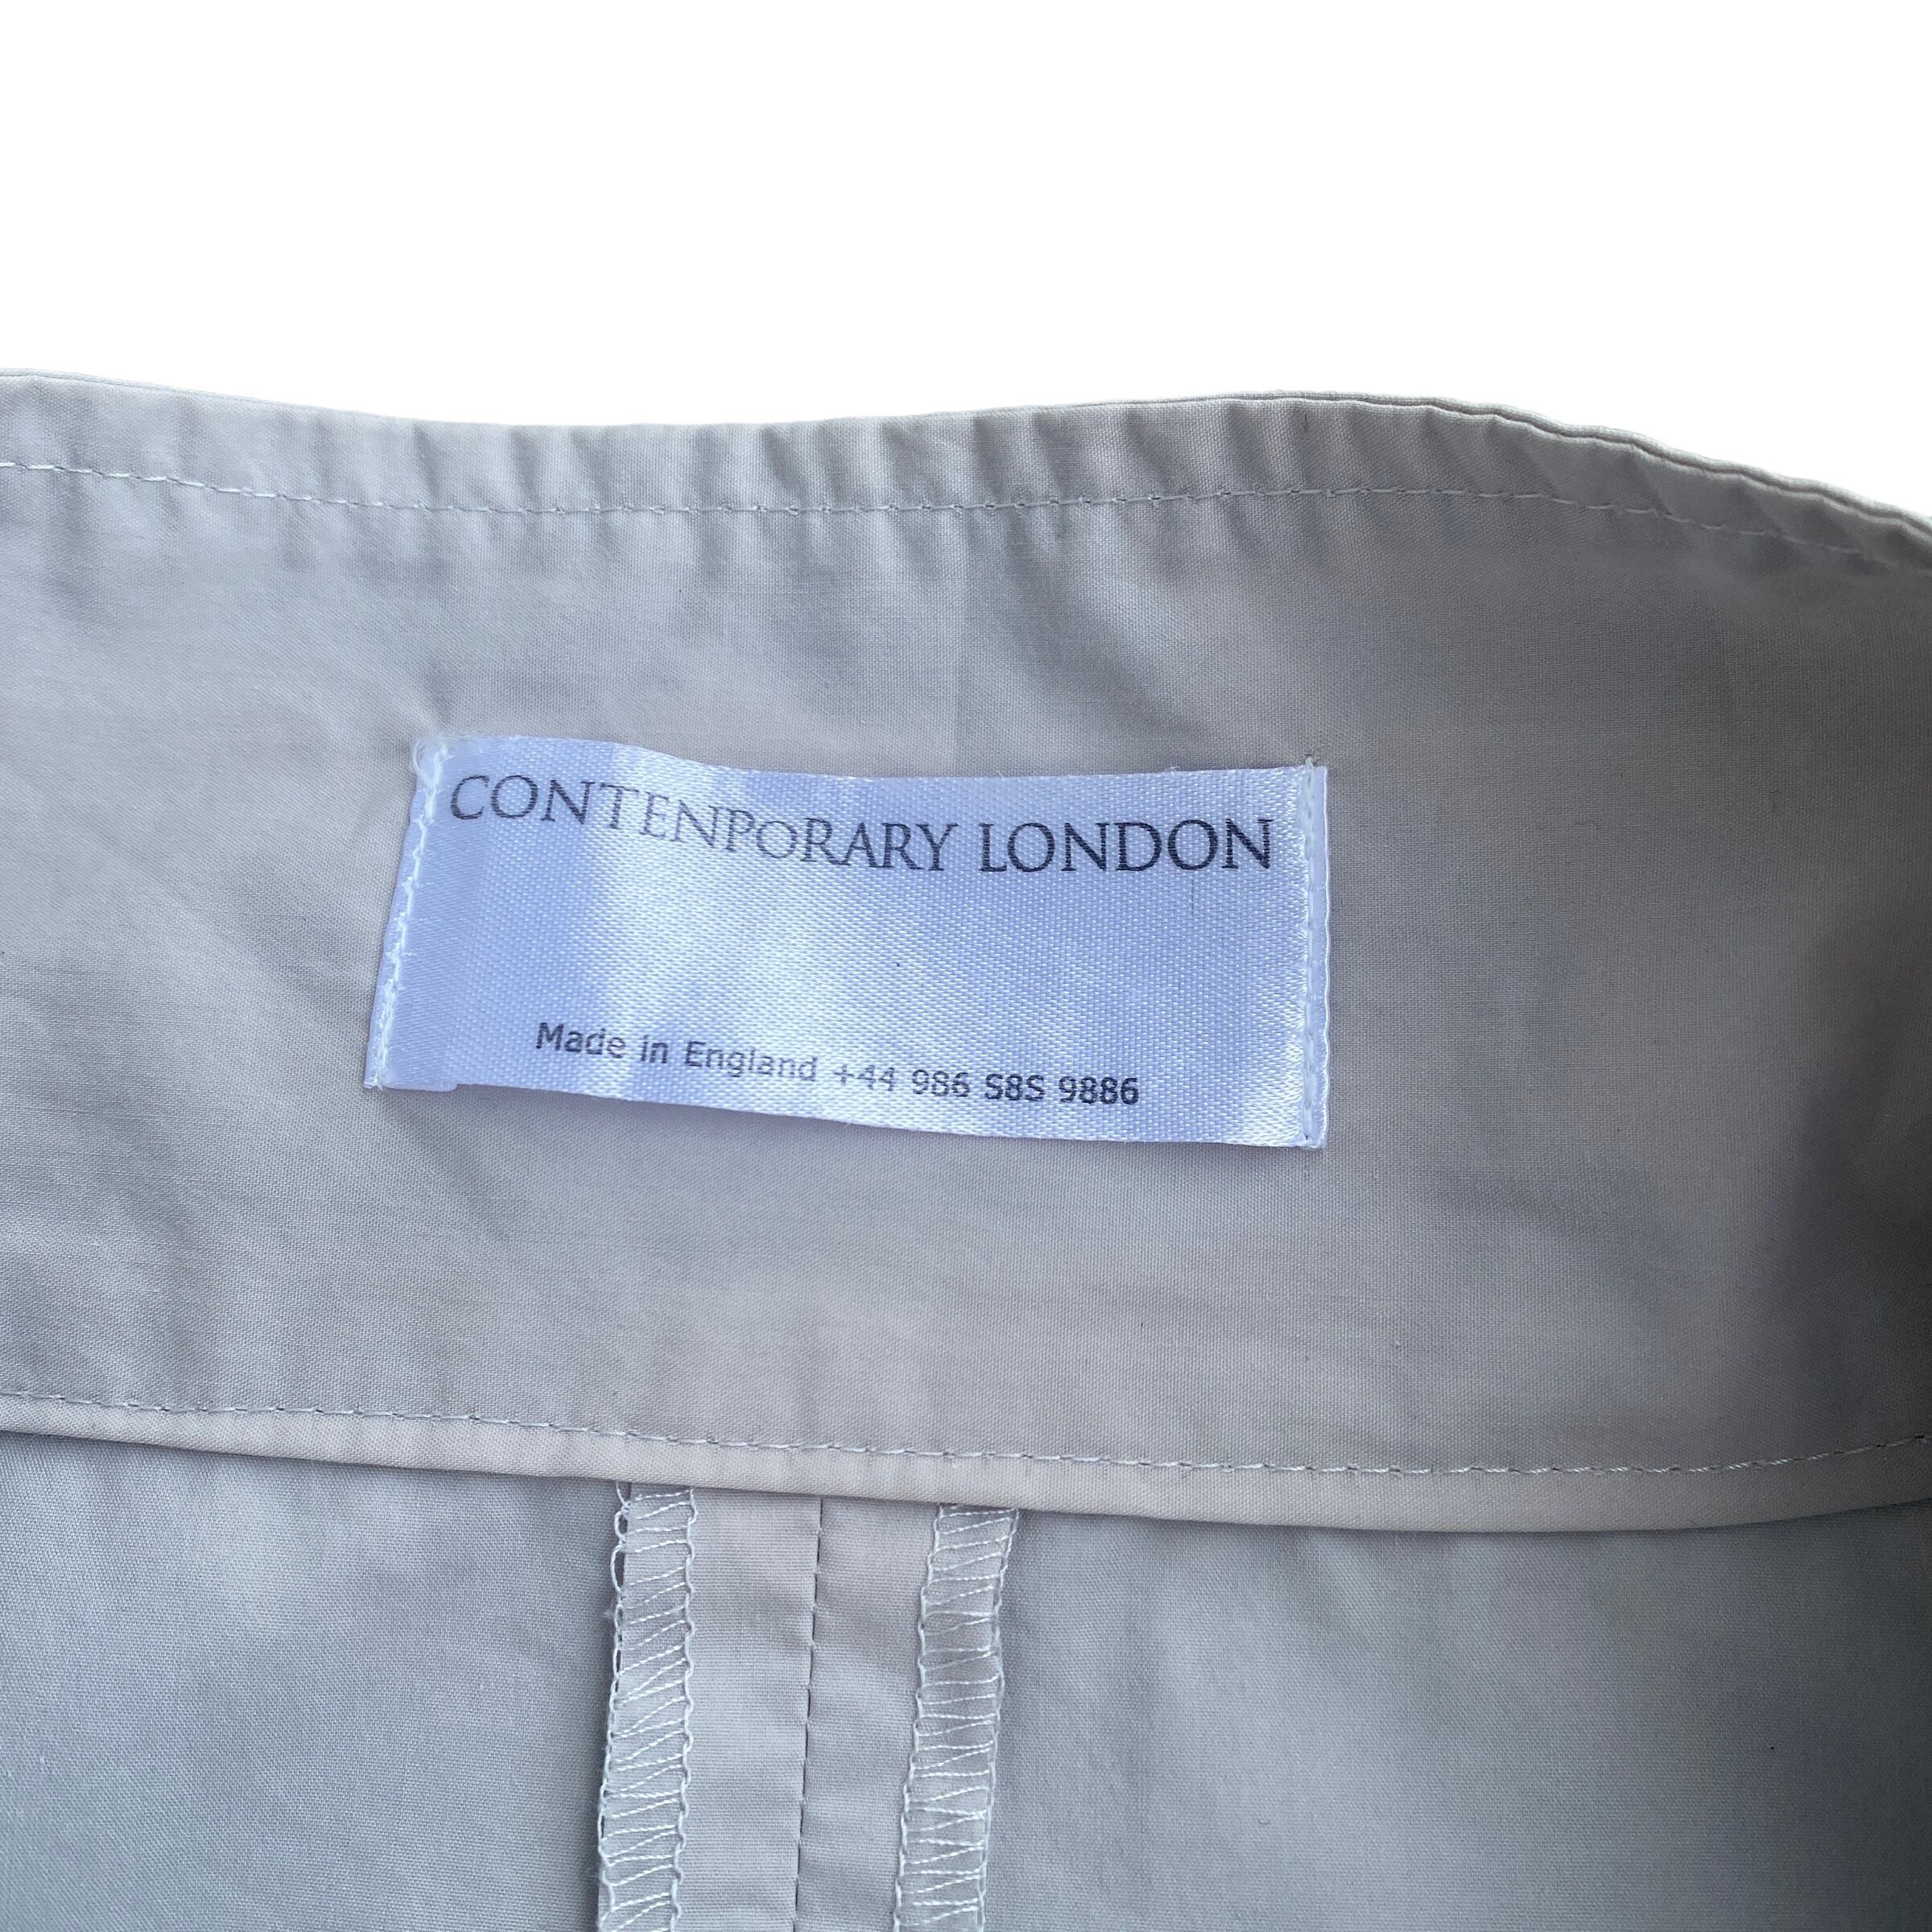 CONTENPORARY LONDON
Made in England +44 986 S8S 9886